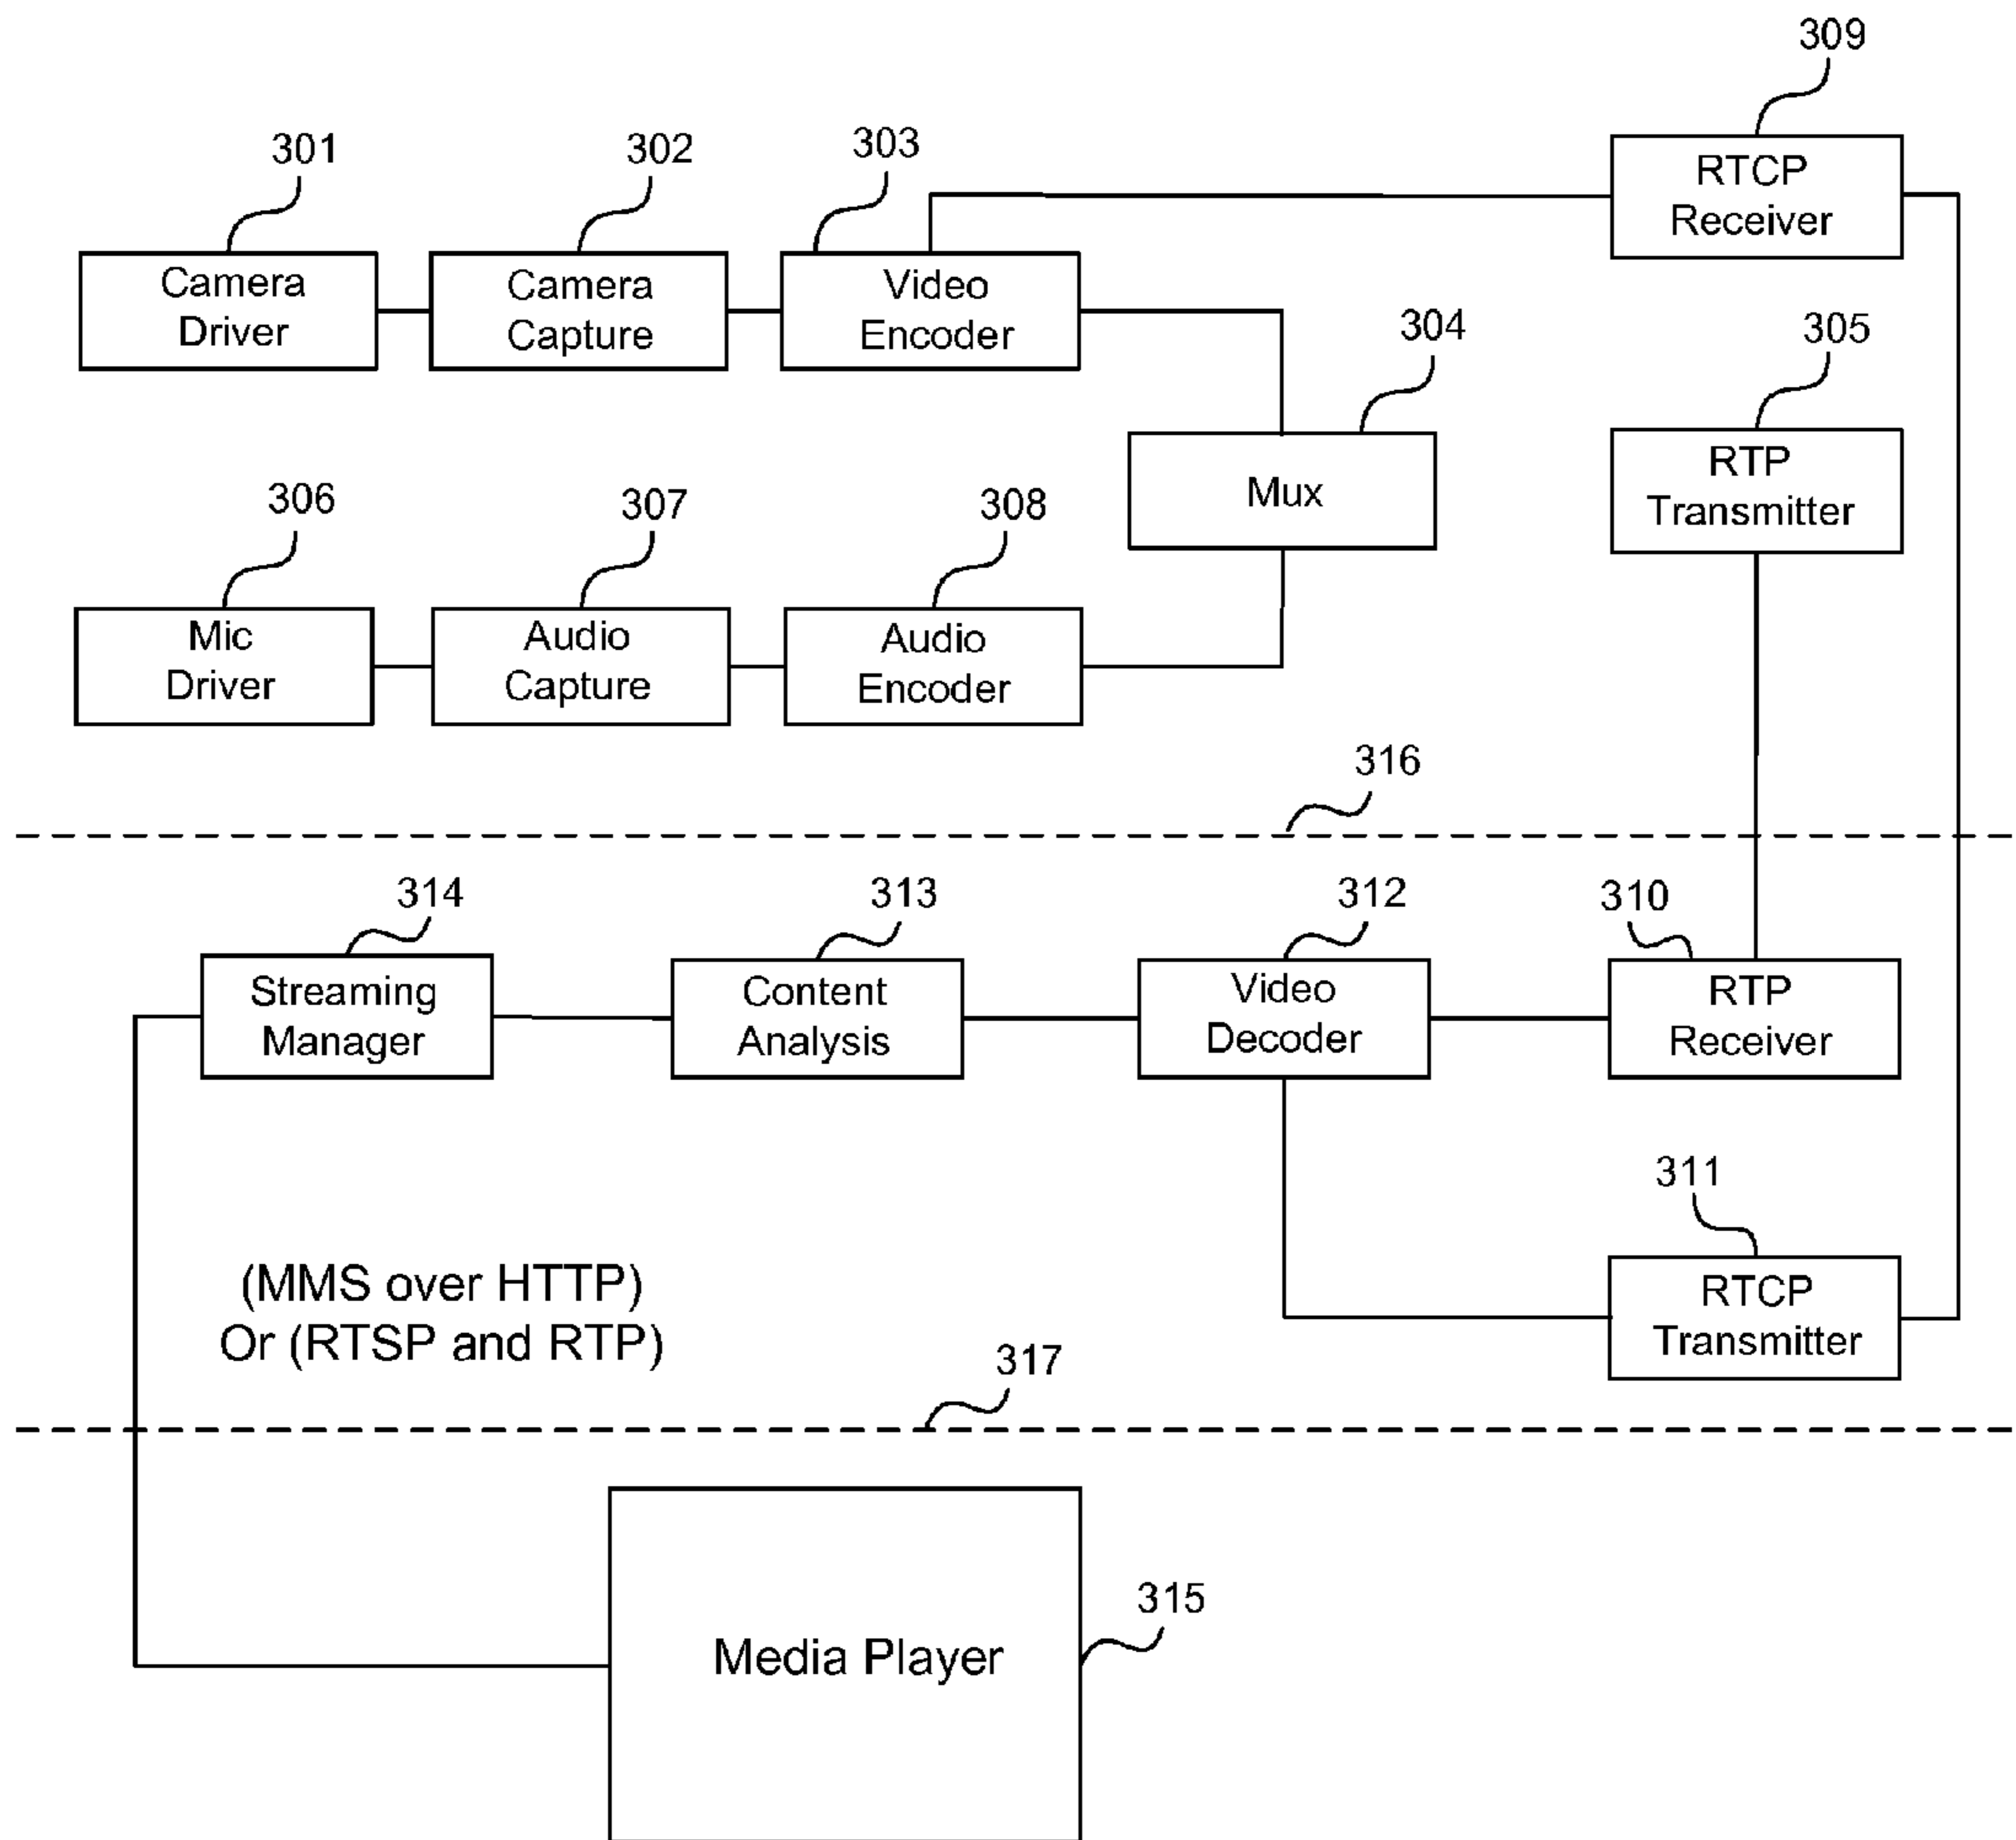 309
301
302
303
RTCP
Receiver
Camera
Driver
Camera
Capture
Video
Encoder
304
305
Mux
RTP
Transmitter
306
307
308
Mic
Driver
Audio
Capture
Audio
Encoder
316
314
313
312
310
Streaming
Manager
Content
Analysis
Video
Decoder
RTP
Receiver
311
(MMS over HTTP)
Or (RTSP and RTP)
RTCP
Transmitter
317
315
Media Player